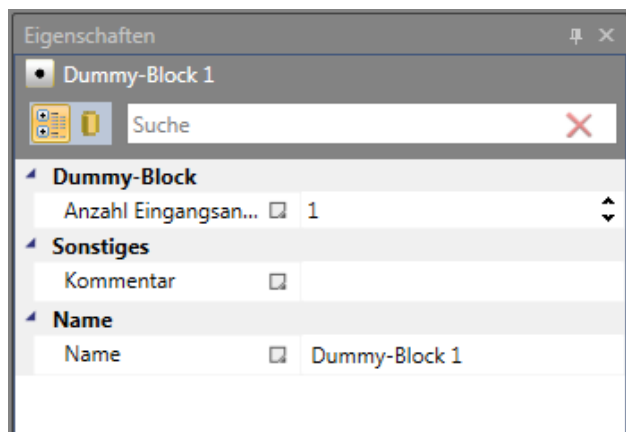 Eigenschaften
Dummy-Block 1
Suche
Dummy-Block
Anzahl Eingangsan... 1
Sonstiges
Kommentar
Name
Name Dummy-Block 1